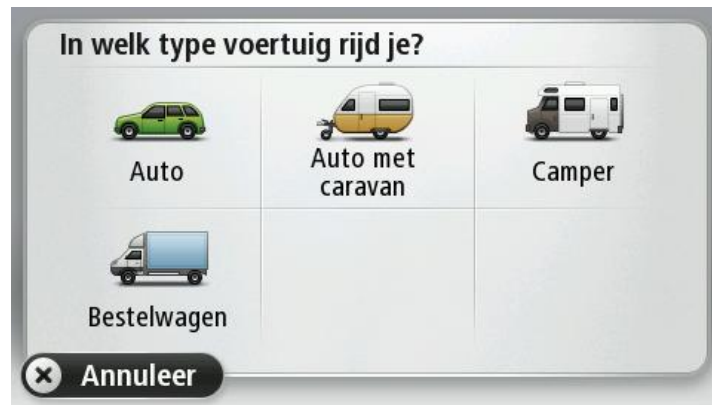 In welk type voertuig rijd je?
Auto
Auto met
caravan
Camper
Bestelwagen
Annuleer